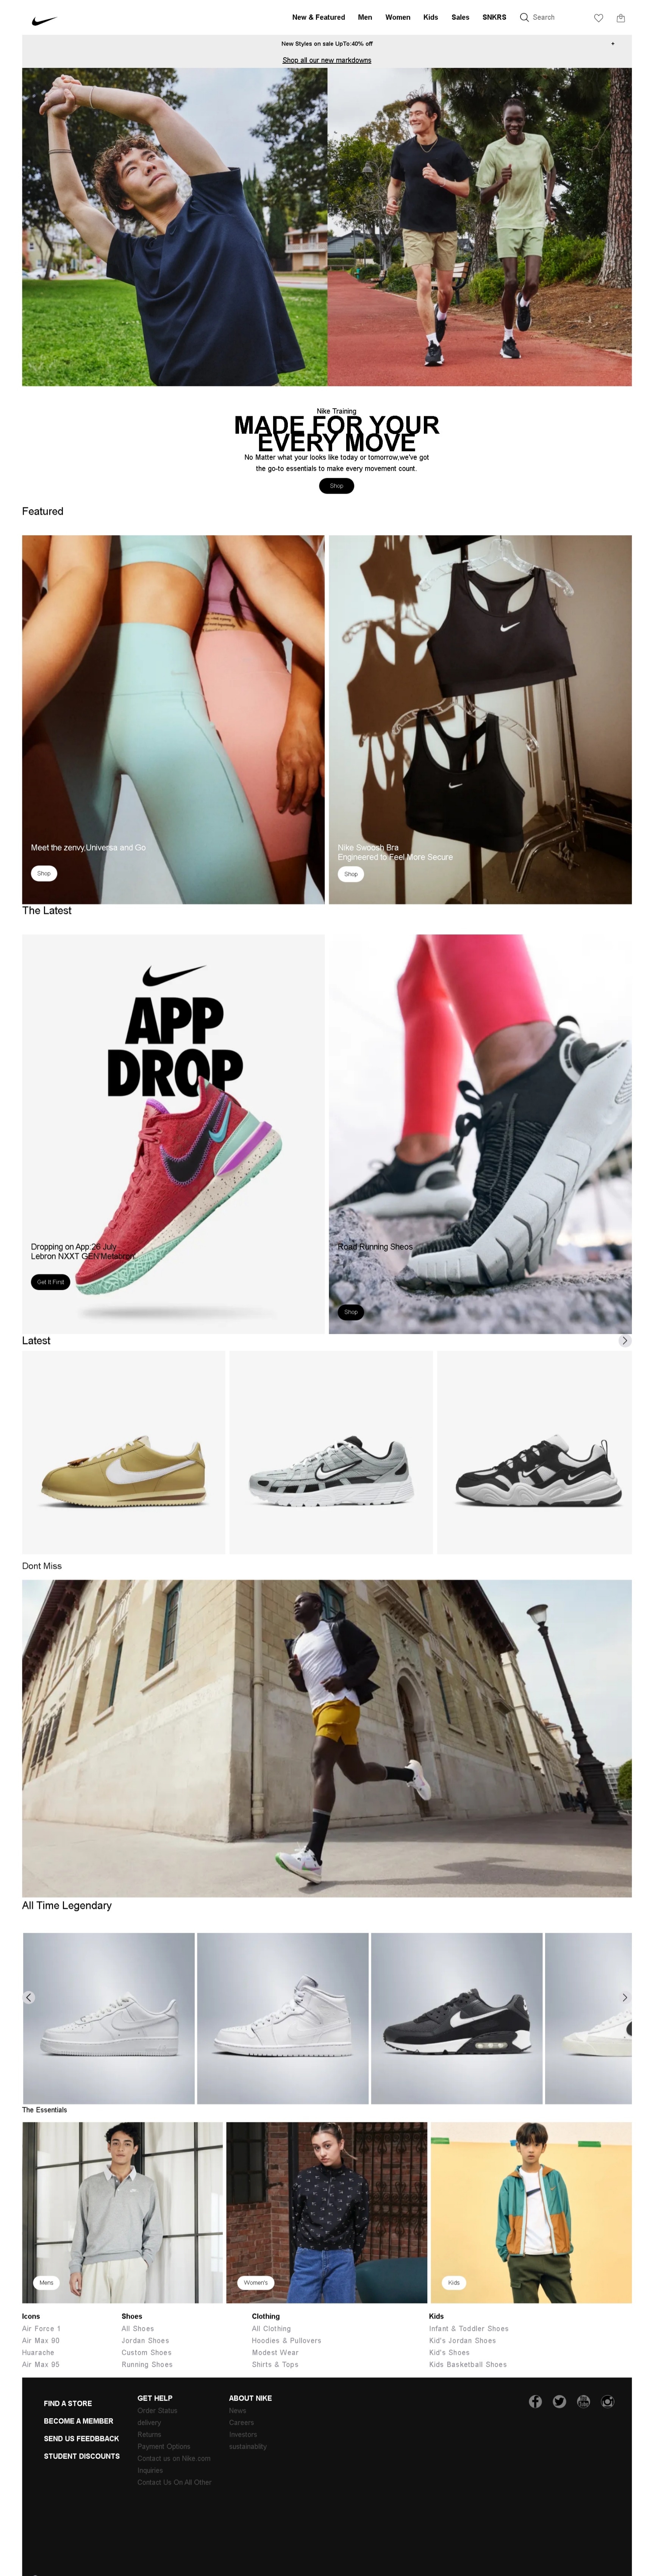 New & Featured Men Women Kids Sales SNKRS Search
New Styles on sale UpTo:40% off +
Shop all our new markdowns
Nike Training
MADE FOR YOUR
EVERY MOVE
No Matter what your looks like today or tomorrow,we've got
the go-to essentials to make every movement count.
Shop
Featured
Meet the zenvy,Universa and Go
Shop
Nike Swoosh Bra
Engineered to Feel More Secure
Shop
The Latest
APP
DROP
Dropping on App:26 July
Lebron NXXT GEN'Metatron
Get It First
Road Running Sheos
Shop
Latest
Dont Miss
All Time Legendary
The Essentials
Mens
Women's
Kids
Icons
Air Force 1
Air Max 90
Huarache
Air Max 95
Shoes
All Shoes
Jordan Shoes
Custom Shoes
Running Shoes
Clothing
All Clothing
Hoodies & Pullovers
Modest Wear
Shirts & Tops
Kids
Infant & Toddler Shoes
Kid's Jordan Shoes
Kid's Shoes
Kids Basketball Shoes
FIND A STORE
BECOME A MEMBER
SEND US FEEDBBACK
STUDENT DISCOUNTS
GET HELP
Order Status
delivery
Returns
Payment Options
Contact us on Nike.com
Inquiries
Contact Us On All Other
ABOUT NIKE
News
Careers
Investors
sustainablity